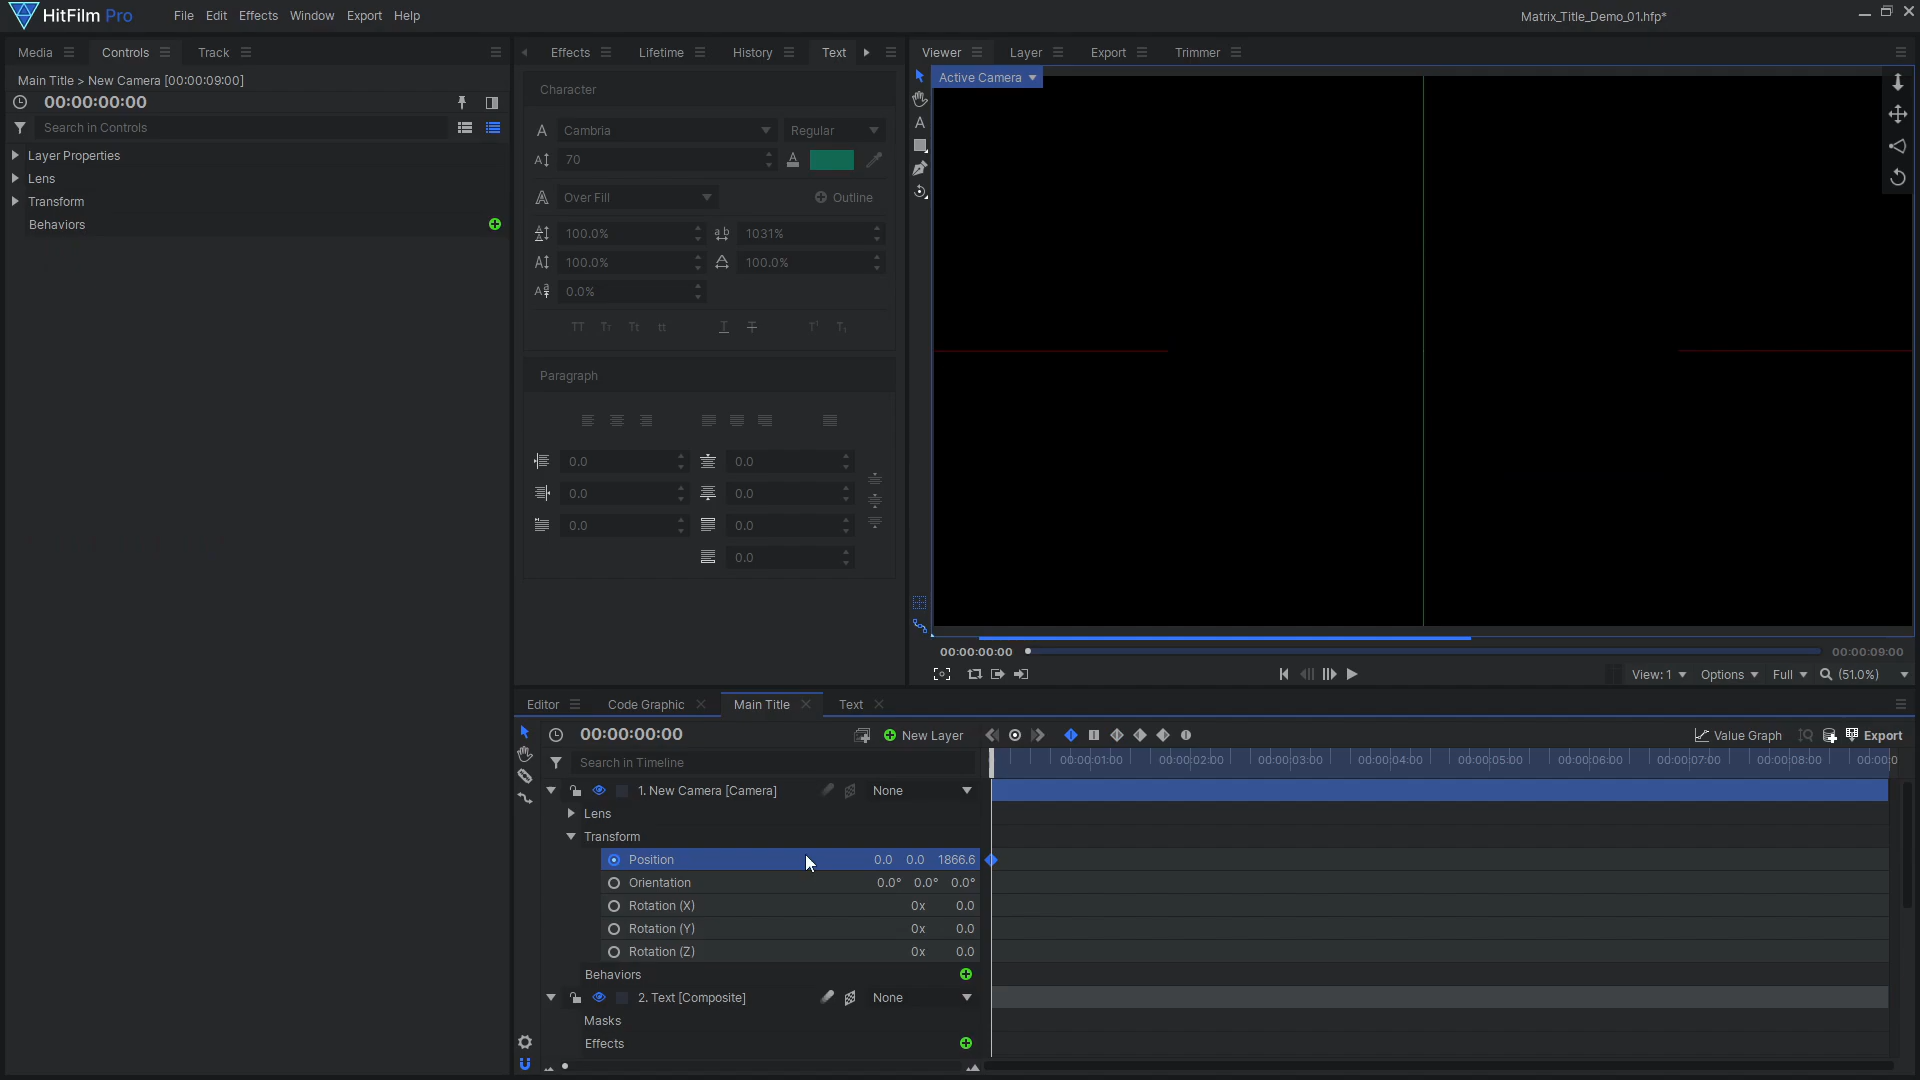 HitFilm Pro
File Edit Effects Window Export Help
Matrix_Title_Demo_01.hfp*
Media Controls Track
Main Title > New Camera [00:00:09:00]
00:00:00:00
Search in Controls
Layer Properties
Lens
Transform
Behaviors
Effects Lifetime History Text
Character
Cambria Regular
70
Over Fill Outline
100.0% 1031%
100.0% 100.0%
0.0%
TT Tт Tt tt T T T¹ T₁
Paragraph
0.0 0.0
0.0 0.0
0.0 0.0
0.0
Viewer Layer Export Trimmer
Active Camera
00:00:00:00 00:00:09:00
View: 1 Options Full (51.0%)
Editor Code Graphic Main Title Text
00:00:00:00 New Layer Value Graph Export
Search in Timeline
00:00:01:00 00:00:02:00 00:00:03:00 00:00:04:00 00:00:05:00 00:00:06:00 00:00:07:00 00:00:08:00 00:00:0
1. New Camera [Camera] None
Lens
Transform
Position 0.0 0.0 1866.6
Orientation 0.0° 0.0° 0.0°
Rotation (X) 0x 0.0
Rotation (Y) 0x 0.0
Rotation (Z) 0x 0.0
Behaviors
2. Text [Composite] None
Masks
Effects